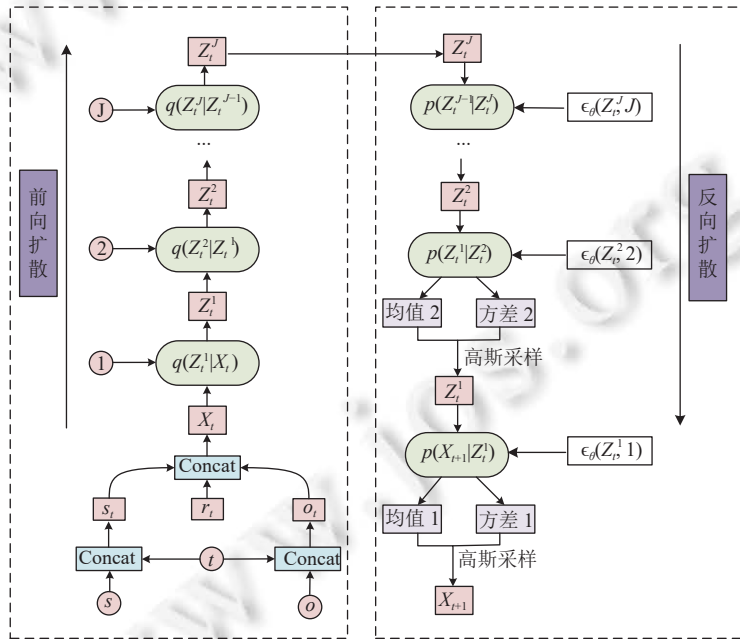 前向扩散
Z_t^J
J
q(Z_t^J|Z_t^{J-1})
...
Z_t^2
2
q(Z_t^2|Z_t^1)
Z_t^1
1
q(Z_t^1|X_t)
X_t
Concat
s_t
r_t
o_t
Concat
t
Concat
s
o
Z_t^J
p(Z_t^{J-1}|Z_t^J)
ϵ_θ(Z_t^J, J)
...
Z_t^2
p(Z_t^1|Z_t^2)
ϵ_θ(Z_t^2, 2)
均值 2
方差 2
高斯采样
Z_t^1
p(X_{t+1}|Z_t^1)
ϵ_θ(Z_t^1, 1)
均值 1
方差 1
高斯采样
X_{t+1}
反向扩散
www.jos.org